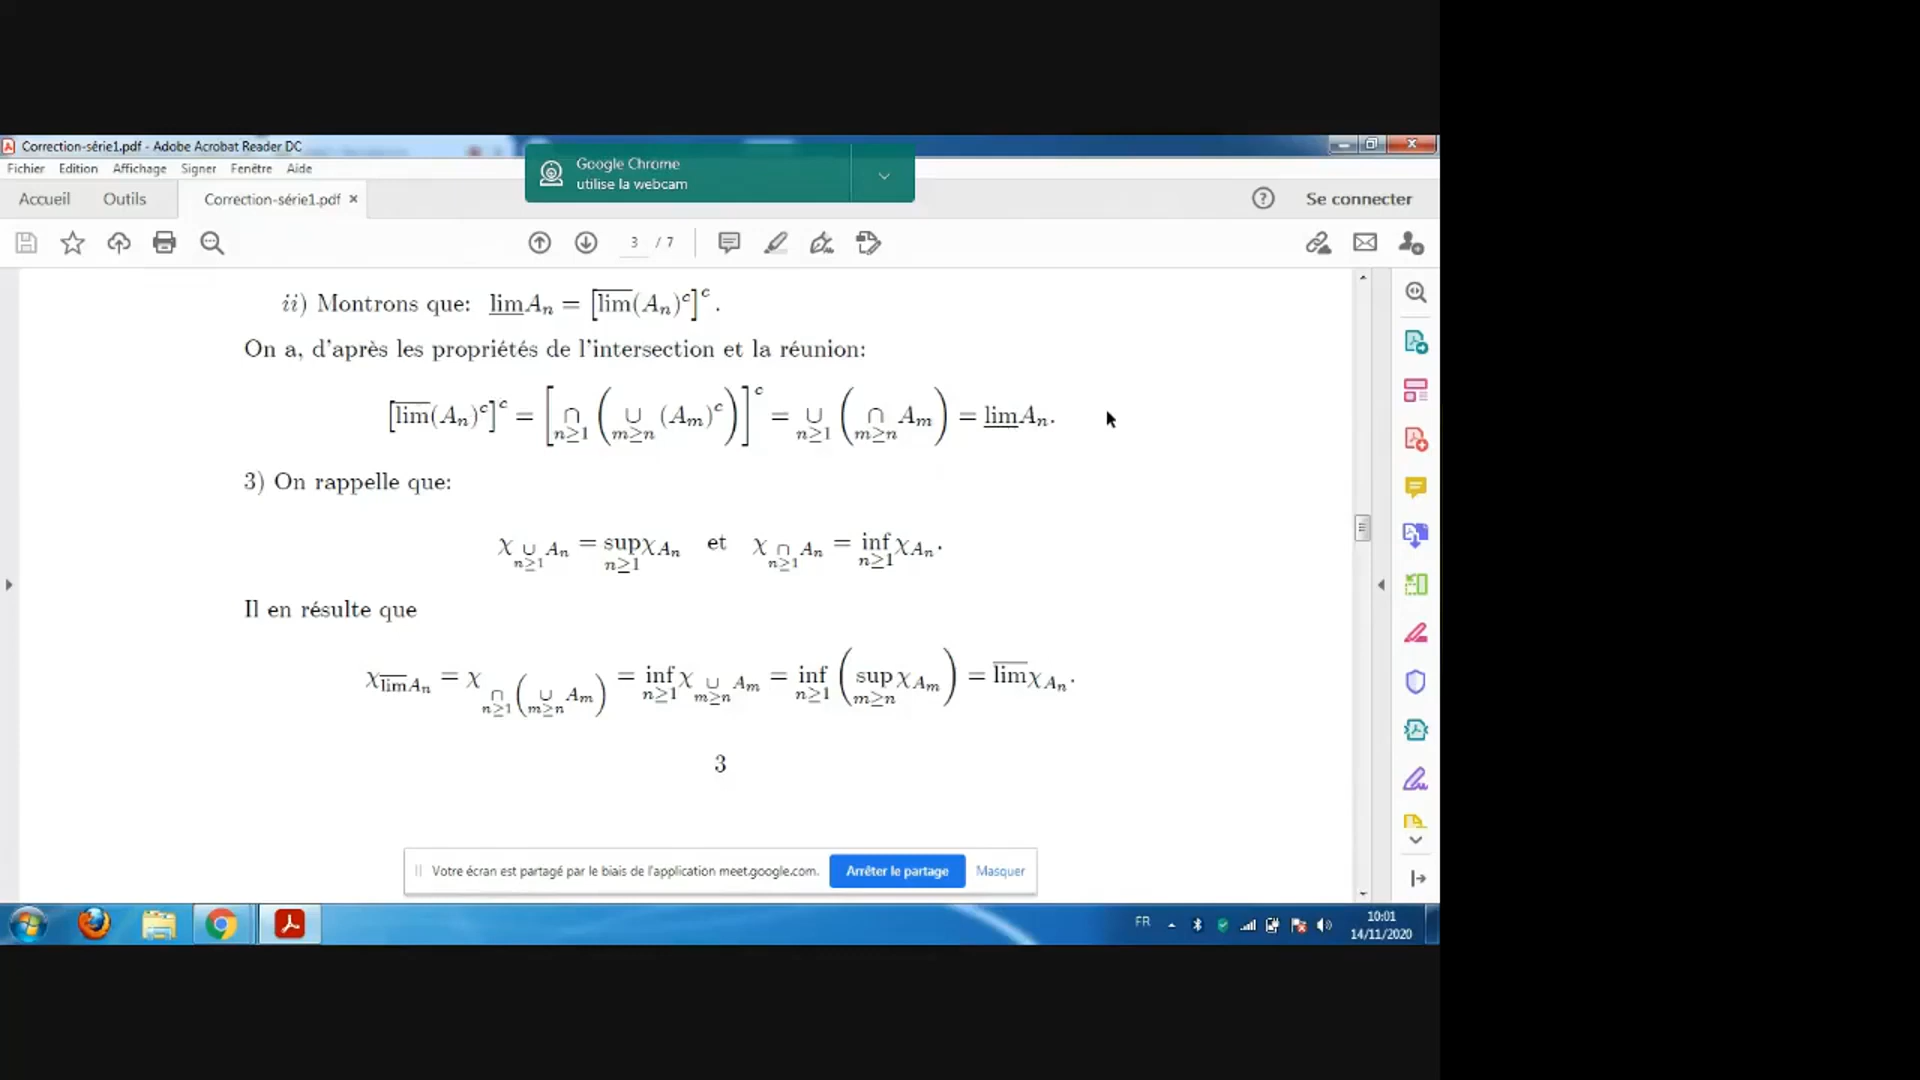 Correction-série1.pdf - Adobe Acrobat Reader DC
Google Chrome
utilise la webcam
Fichier Edition Affichage Signer Fenêtre Aide
Accueil Outils Correction-série1.pdf × ? Se connecter
3 / 7
ii) Montrons que: \underline{lim}A_n = [\overline{lim}(A_n)^c]^c.
On a, d'après les propriétés de l'intersection et la réunion:
[\overline{lim}(A_n)^c]^c = [∩_{n≥1} (∪_{m≥n} (A_m)^c)]^c = ∪_{n≥1} (∩_{m≥n} A_m) = \underline{lim}A_n.
3) On rappelle que:
χ_{∪_{n≥1} A_n} = sup_{n≥1} χ_{A_n} et χ_{∩_{n≥1} A_n} = inf_{n≥1} χ_{A_n}.
Il en résulte que
χ_{\overline{lim}A_n} = χ_{∩_{n≥1}(∪_{m≥n} A_m)} = inf_{n≥1} χ_{∪_{m≥n} A_m} = inf_{n≥1} (sup_{m≥n} χ_{A_m}) = \overline{lim}χ_{A_n}.
3
Votre écran est partagé par le biais de l'application meet.google.com. Arrêter le partage Masquer
FR 10:01
14/11/2020